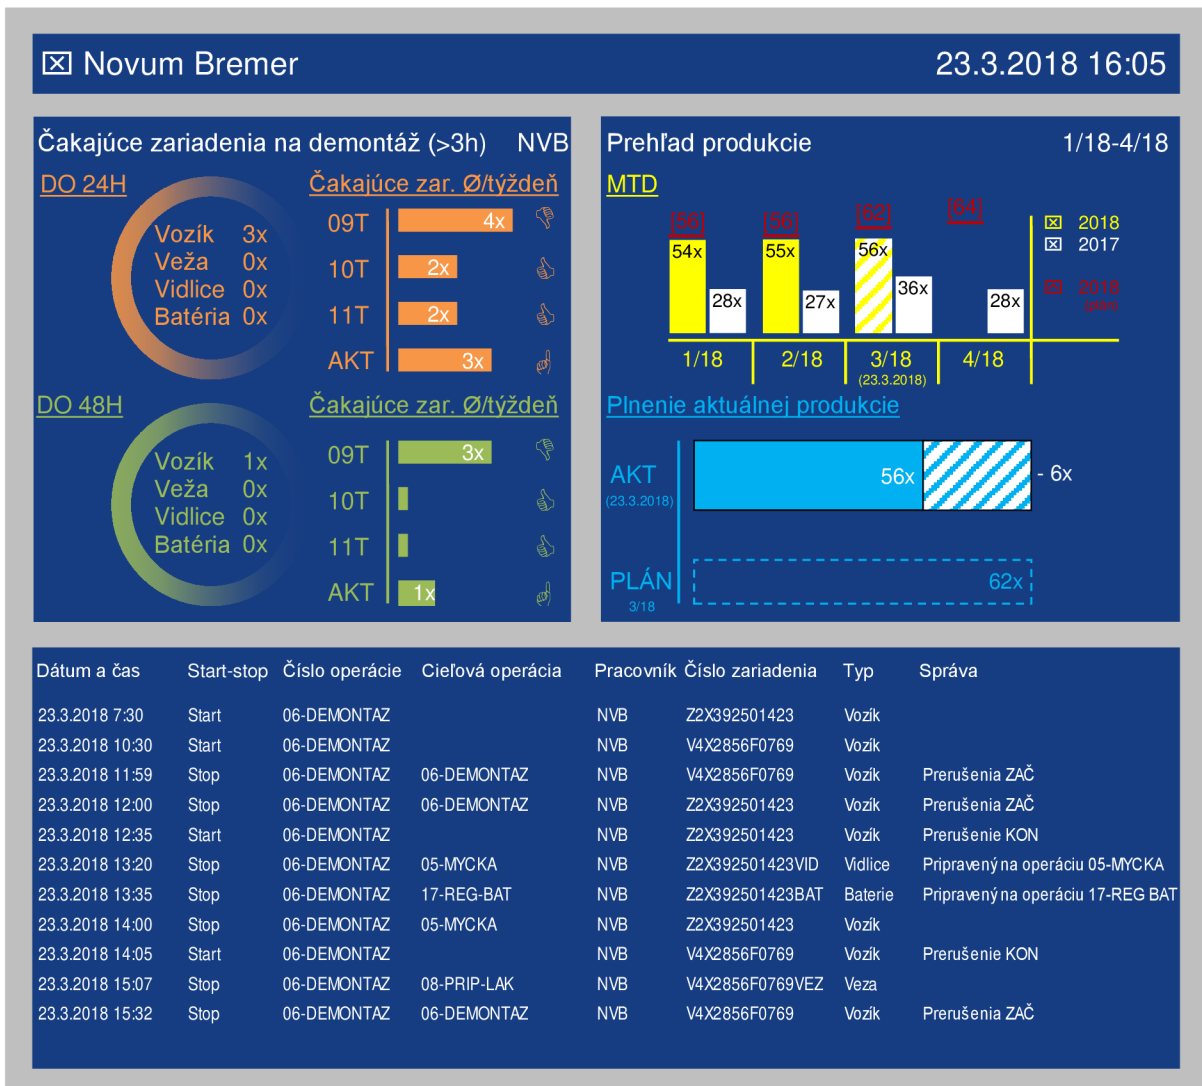 Novum Bremer 23.3.2018 16:05
Čakajúce zariadenia na demontáž (>3h) NVB
DO 24H
Vozík 3x
Veža 0x
Vidlice 0x
Batéria 0x
Čakajúce zar. Ø/týždeň
09T 4x
10T 2x
11T 2x
AKT 3x
DO 48H
Vozík 1x
Veža 0x
Vidlice 0x
Batéria 0x
Čakajúce zar. Ø/týždeň
09T 3x
10T
11T
AKT 1x
Prehľad produkcie 1/18-4/18
MTD
[56] [56] [62] [64]
54x 28x 55x 27x 56x 36x 28x
1/18 2/18 3/18 4/18
(23.3.2018)
2018
2017
2018
(plán)
Plnenie aktuálnej produkcie
AKT 56x - 6x
(23.3.2018)
PLÁN 62x
3/18
Dátum a čas Start-stop Číslo operácie Cieľová operácia Pracovník Číslo zariadenia Typ Správa
23.3.2018 7:30 Start 06-DEMONTAZ NVB Z2X392501423 Vozík
23.3.2018 10:30 Start 06-DEMONTAZ NVB V4X2856F0769 Vozík
23.3.2018 11:59 Stop 06-DEMONTAZ 06-DEMONTAZ NVB V4X2856F0769 Vozík Prerušenia ZAČ
23.3.2018 12:00 Stop 06-DEMONTAZ 06-DEMONTAZ NVB Z2X392501423 Vozík Prerušenia ZAČ
23.3.2018 12:35 Start 06-DEMONTAZ NVB Z2X392501423 Vozík Prerušenie KON
23.3.2018 13:20 Stop 06-DEMONTAZ 05-MYCKA NVB Z2X392501423VID Vidlice Pripravený na operáciu 05-MYCKA
23.3.2018 13:35 Stop 06-DEMONTAZ 17-REG-BAT NVB Z2X392501423BAT Baterie Pripravený na operáciu 17-REG BAT
23.3.2018 14:00 Stop 06-DEMONTAZ 05-MYCKA NVB Z2X392501423 Vozík
23.3.2018 14:05 Start 06-DEMONTAZ NVB V4X2856F0769 Vozík Prerušenie KON
23.3.2018 15:07 Stop 06-DEMONTAZ 08-PRIP-LAK NVB V4X2856F0769VEZ Veza
23.3.2018 15:32 Stop 06-DEMONTAZ 06-DEMONTAZ NVB V4X2856F0769 Vozík Prerušenia ZAČ